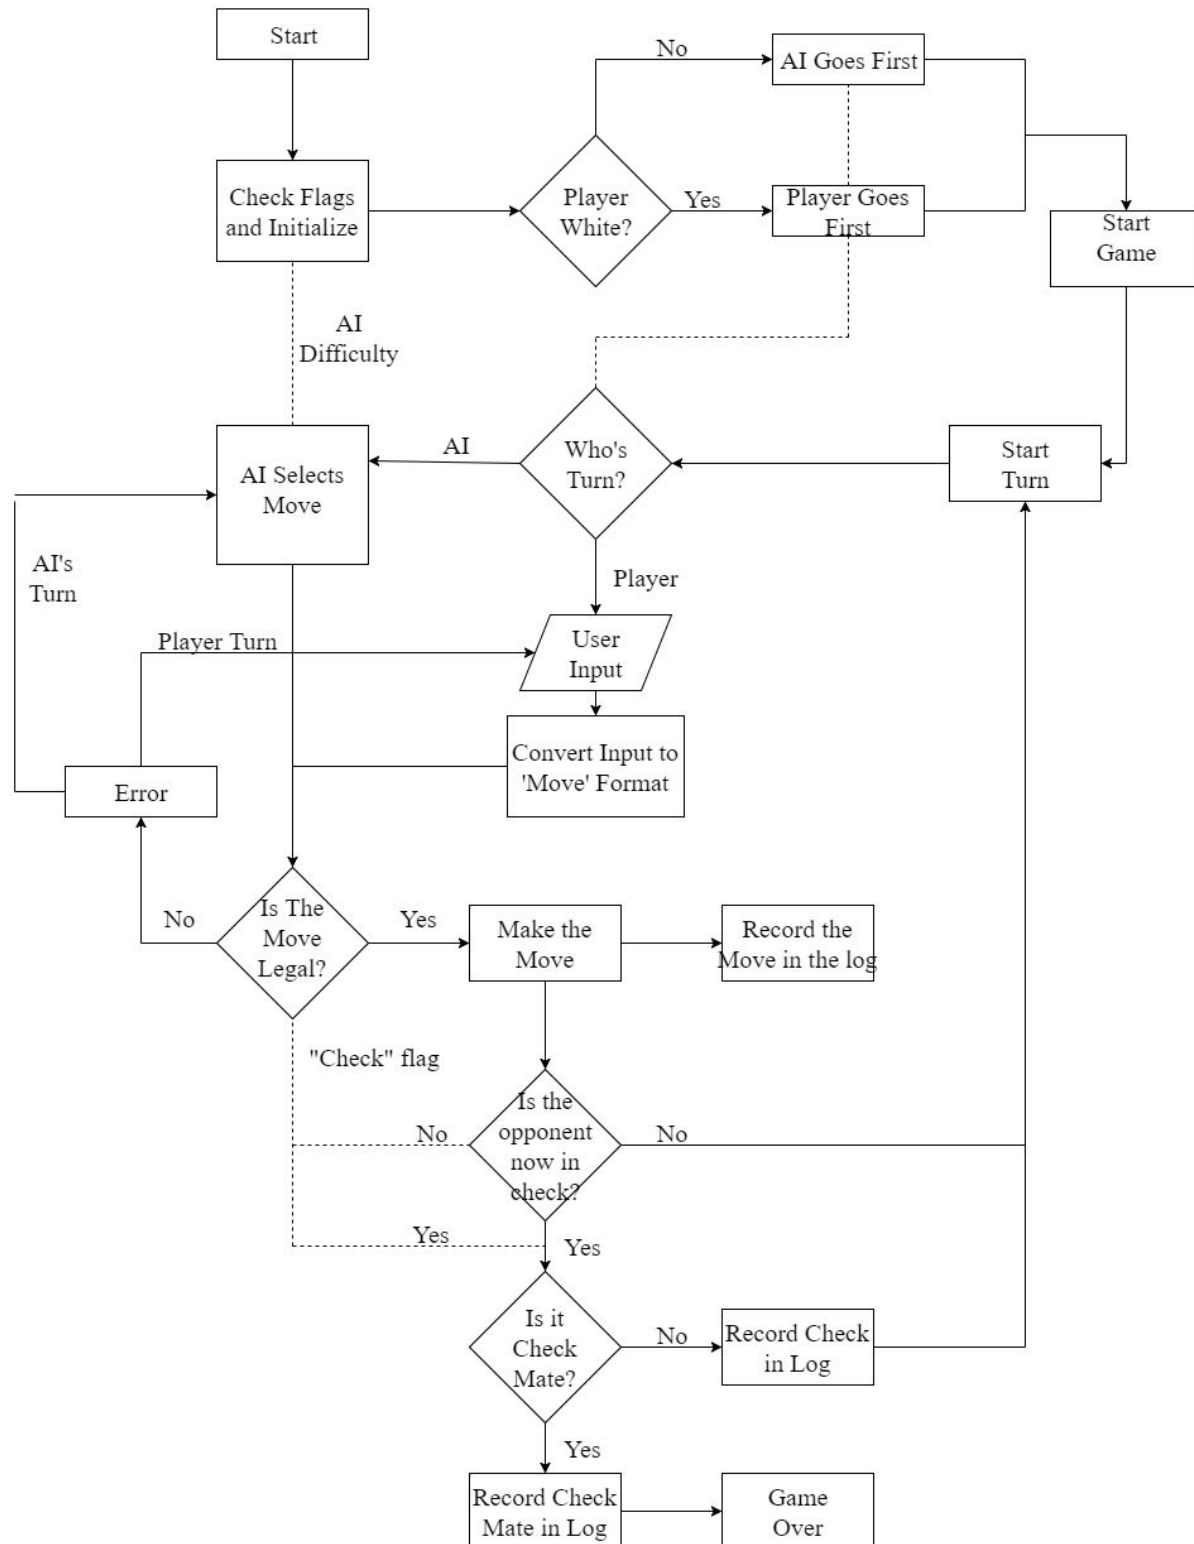 Start
No
AI Goes First
Check Flags
and Initialize
Player
White?
Yes
Player Goes
First
Start
Game
AI
Difficulty
AI Selects
Move
AI
Who's
Turn?
Start
Turn
AI's
Turn
Player
Player Turn
User
Input
Convert Input to
'Move' Format
Error
No
Is The
Move
Legal?
Yes
Make the
Move
Record the
Move in the log
"Check" flag
No
Is the
opponent
now in
check?
No
Yes
Yes
Is it
Check
Mate?
No
Record Check
in Log
Yes
Record Check
Mate in Log
Game
Over